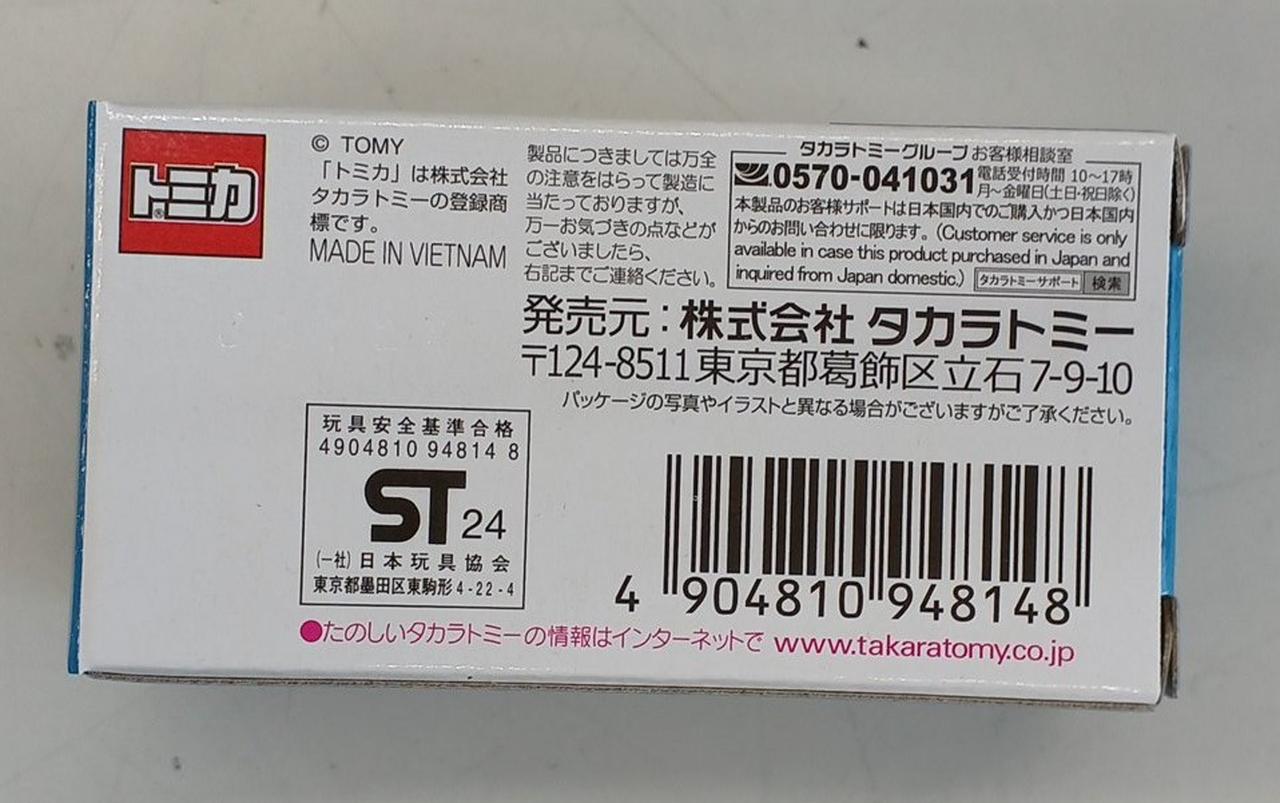 トミカ®
© TOMY
「トミカ」は株式会社
タカラトミーの登録商
標です。
MADE IN VIETNAM
製品につきましては万全
の注意をはらって製造に
当たっておりますが、
万一お気づきの点などが
ございましたら、
右記までご連絡ください。
タカラトミーグループ お客様相談室
0570-041031 電話受付時間 10〜17時
月〜金曜日(土日・祝日除く)
本製品のお客様サポートは日本国内でのご購入かつ日本国内
からのお問い合わせに限ります。(Customer service is only
available in case this product purchased in Japan and
inquired from Japan domestic.) タカラトミーサポート 検索
発売元：株式会社 タカラトミー
〒124-8511 東京都葛飾区立石 7-9-10
パッケージの写真やイラストと異なる場合がございますがご了承ください。
玩具安全基準合格
4904810 94814 8
ST 24
(一社) 日本玩具協会
東京都墨田区東駒形 4-22-4
4 904810 948148
●たのしいタカラトミーの情報はインターネットで www.takaratomy.co.jp